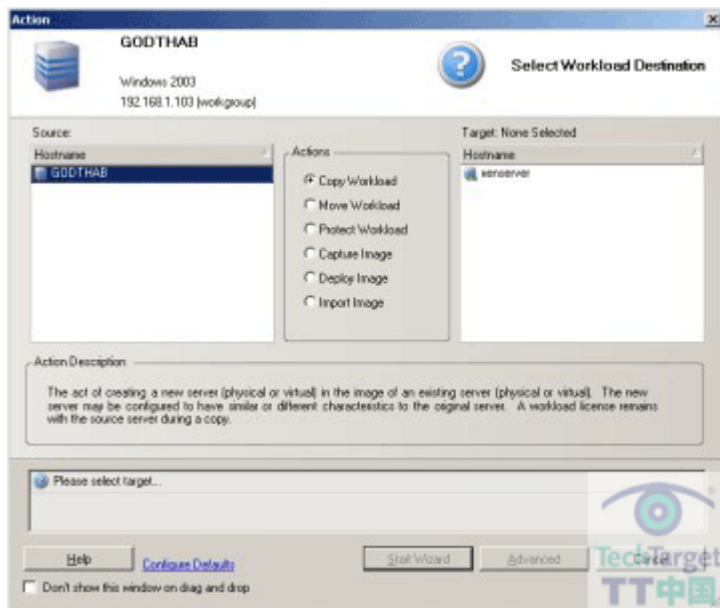 Action
GODTHAB
Windows 2003
192.168.1.103 (workgroup)
Select Workload Destination
Source:
Hostname
GODTHAB
Actions
Copy Workload
Move Workload
Protect Workload
Capture Image
Deploy Image
Import Image
Target: None Selected
Hostname
xenserver
Action Description
The act of creating a new server (physical or virtual) in the image of an existing server (physical or virtual). The new
server may be configured to have similar or different characteristics to the original server. A workload license remains
with the source server during a copy.
Please select target...
Help
Configure Defaults
Start Wizard
Advanced
Cancel
Don't show this window on drag and drop
TechTarget
TT中国